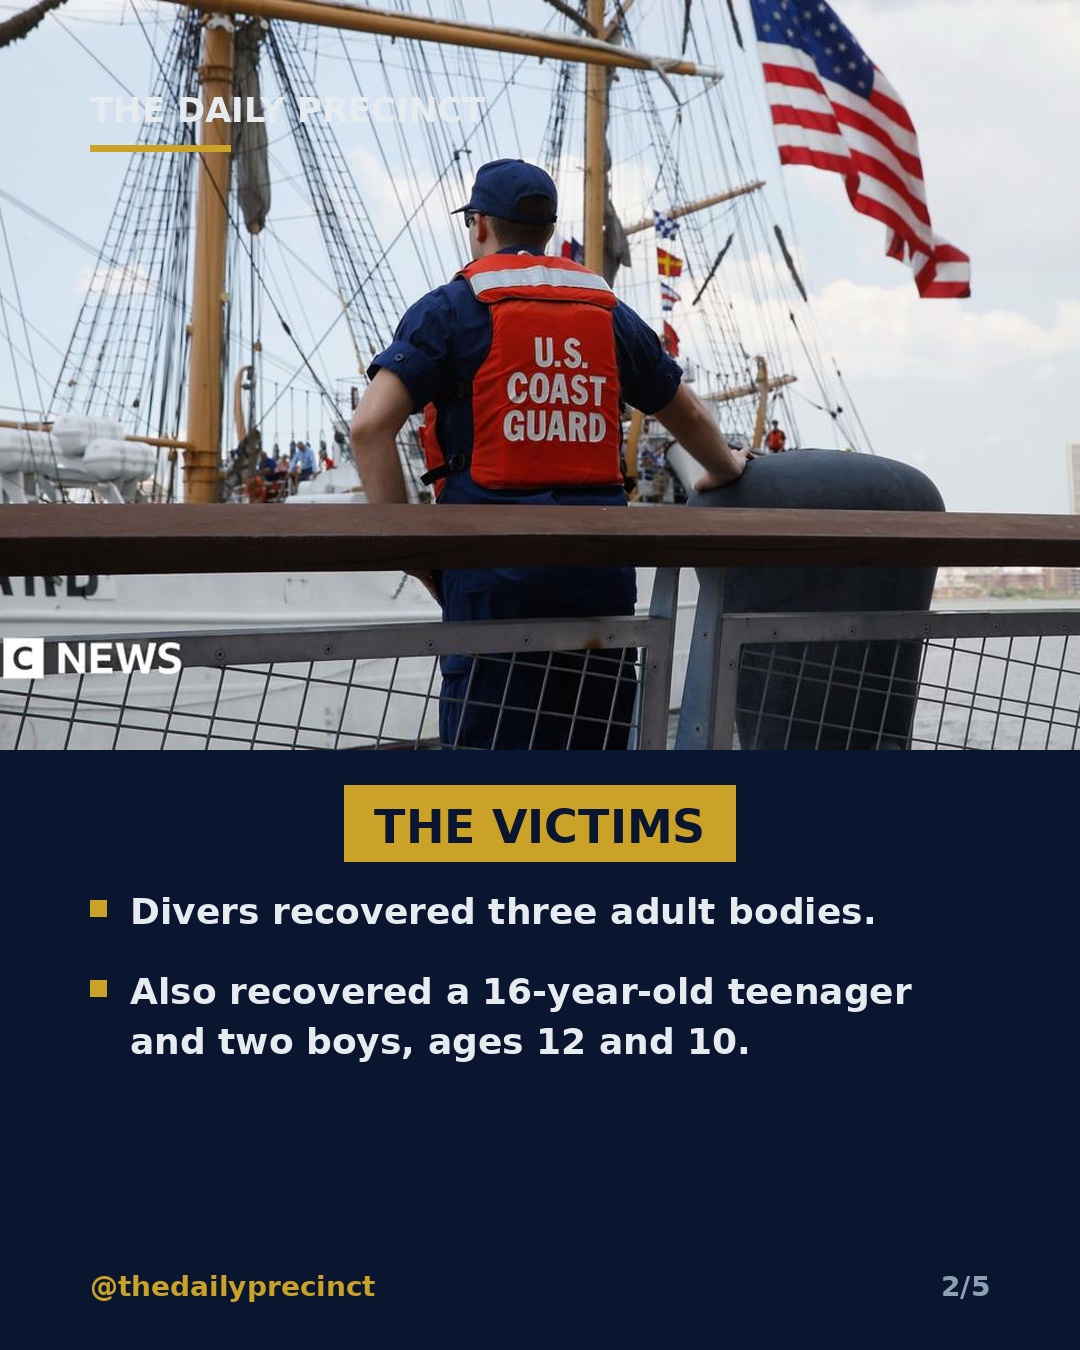 THE DAILY PRECINCT
U.S.
COAST
GUARD
ARD
C NEWS
THE VICTIMS
Divers recovered three adult bodies.
Also recovered a 16-year-old teenager
and two boys, ages 12 and 10.
@thedailyprecinct
2/5